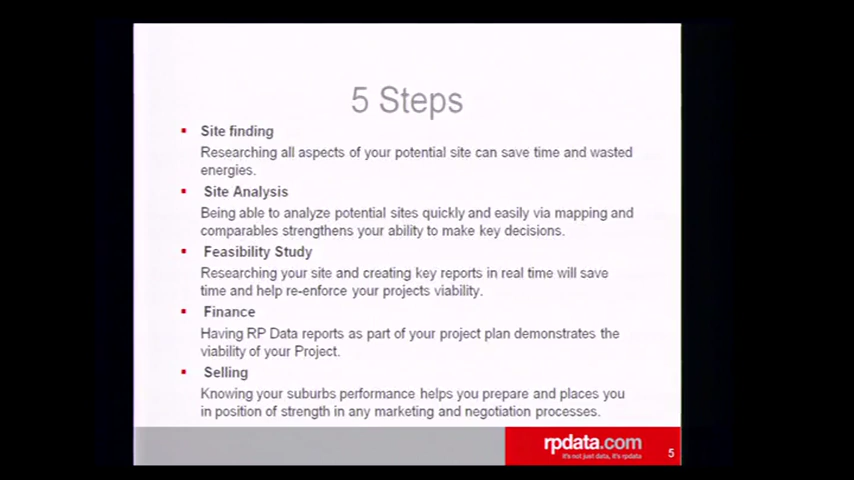 5 Steps
Site finding
Researching all aspects of your potential site can save time and wasted
energies.
Site Analysis
Being able to analyze potential sites quickly and easily via mapping and
comparables strengthens your ability to make key decisions.
Feasibility Study
Researching your site and creating key reports in real time will save
time and help re-enforce your projects viability.
Finance
Having RP Data reports as part of your project plan demonstrates the
viability of your Project.
Selling
Knowing your suburbs performance helps you prepare and places you
in position of strength in any marketing and negotiation processes.
rpdata.com
it's not just data, it's rpdata
5